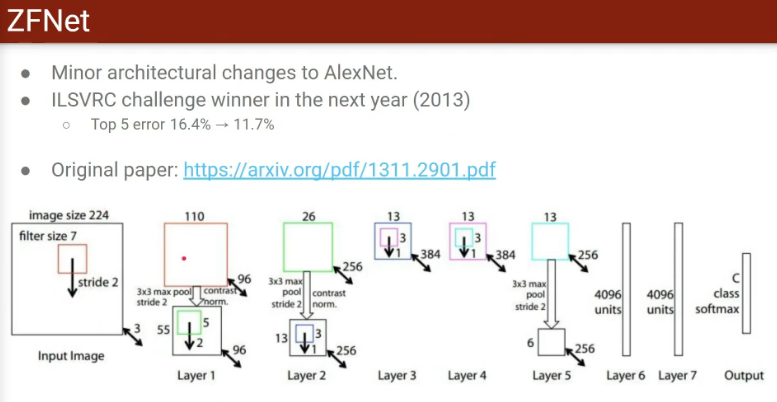 ZFNet
● Minor architectural changes to AlexNet.
● ILSVRC challenge winner in the next year (2013)
○ Top 5 error 16.4% → 11.7%
● Original paper: https://arxiv.org/pdf/1311.2901.pdf
image size 224
filter size 7
stride 2
3
Input Image
110
96
3x3 max pool
stride 2
contrast
norm.
55
5
2
96
Layer 1
26
256
3x3 max
pool
stride 2
contrast
norm.
13
3
1
256
Layer 2
13
3
1
384
Layer 3
13
3
1
384
Layer 4
13
256
3x3 max
pool
stride 2
6
256
Layer 5
4096
units
Layer 6
4096
units
Layer 7
C
class
softmax
Output